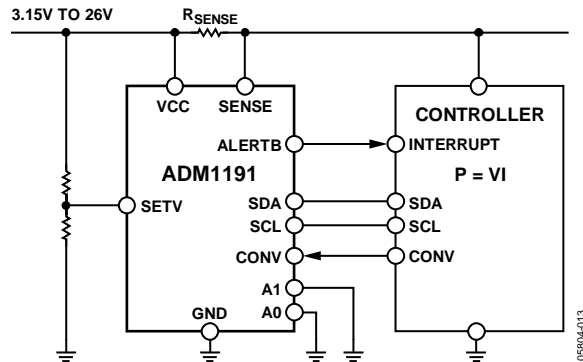 3.15V TO 26V
RSENSE
VCC
SENSE
CONTROLLER
ALERTB
INTERRUPT
ADM1191
P = VI
SETV
SDA
SDA
SCL
SCL
CONV
CONV
A1
GND
A0
05804-013